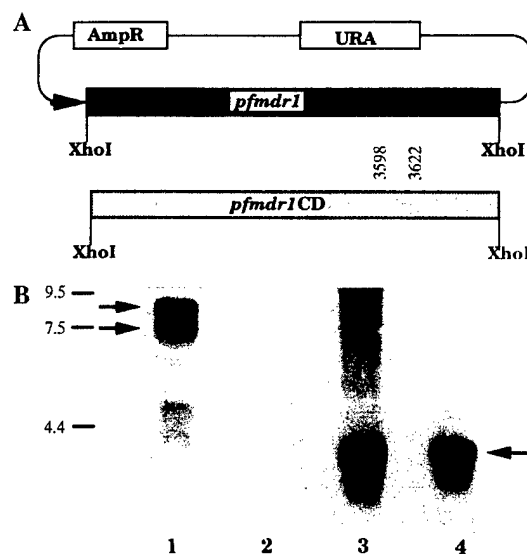 A
AmpR URA
pfmdr1
XhoI XhoI
3598 3622
pfmdr1CD
XhoI XhoI
B
9.5
7.5
4.4
1 2 3 4